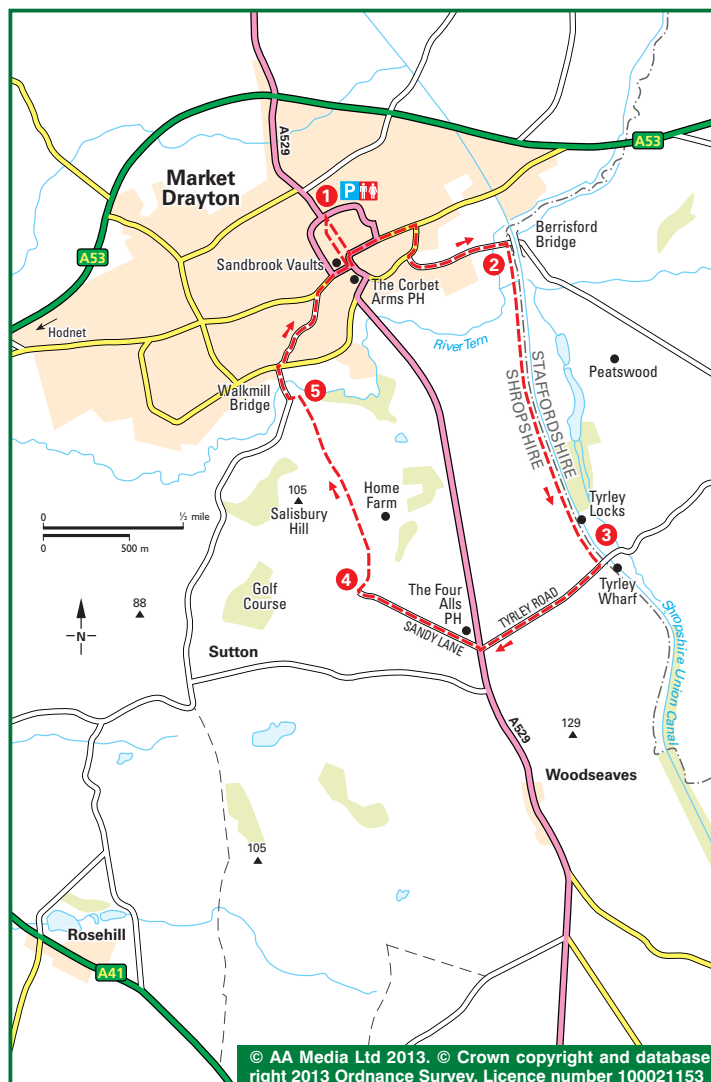 A529
A53
Market
Drayton
1
P
Berrisford
Bridge
A53
Sandbrook Vaults
2
The Corbet
Arms PH
Hodnet
River Tern
Peatswood
STAFFORDSHIRE
SHROPSHIRE
Walkmill
Bridge
5
105
Salisbury
Hill
Home
Farm
Tyrley
Locks
0
½ mile
0
500 m
3
4
Golf
Course
The Four
Alls
PH
TYRLEY ROAD
Tyrley
Wharf
88
N
SANDY LANE
Sutton
Shropshire Union Canal
A529
129
Woodseaves
105
Rosehill
A41
© AA Media Ltd 2013. © Crown copyright and database
right 2013 Ordnance Survey. Licence number 100021153